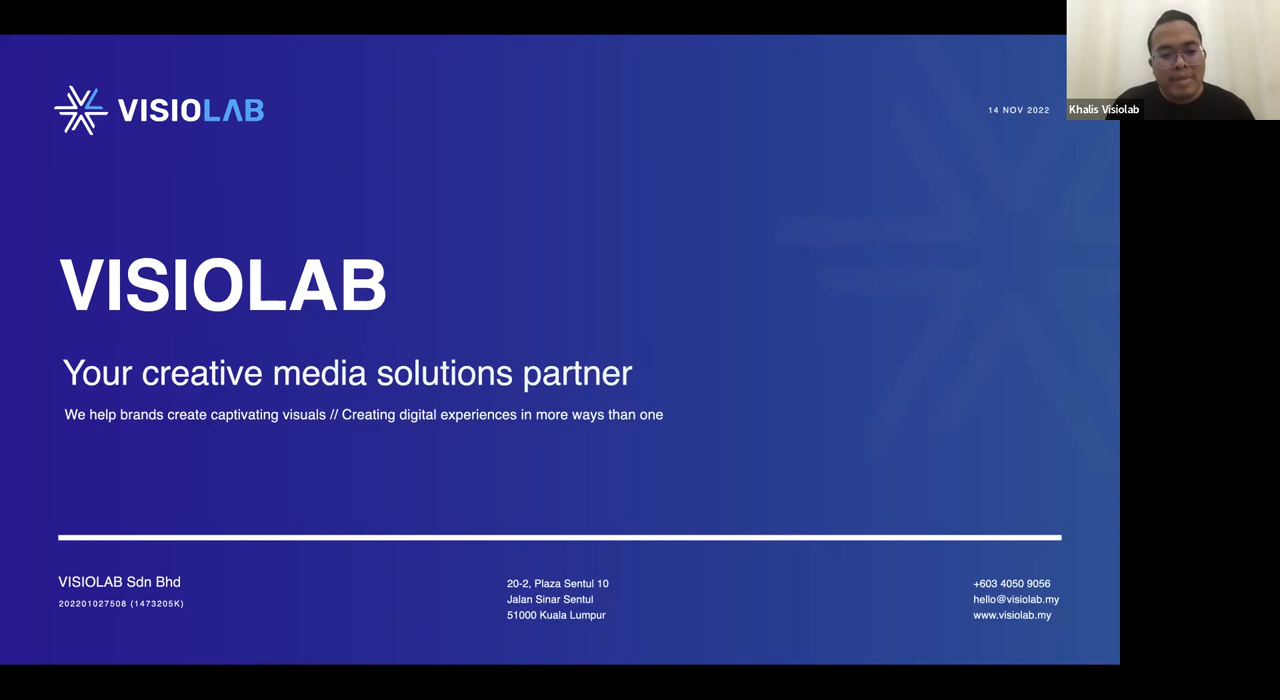 VISIOLAB
14 NOV 2022
Khalis Visiolab
VISIOLAB
Your creative media solutions partner
We help brands create captivating visuals // Creating digital experiences in more ways than one
VISIOLAB Sdn Bhd
202201027508 (1473205K)
20-2, Plaza Sentul 10
Jalan Sinar Sentul
51000 Kuala Lumpur
+603 4050 9056
hello@visiolab.my
www.visiolab.my